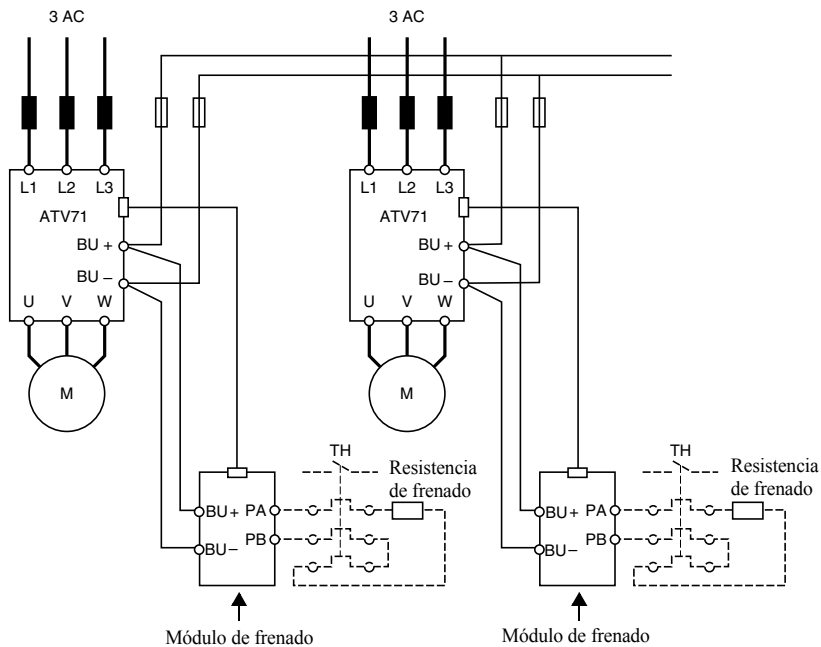 3 AC
3 AC
L1 L2 L3
L1 L2 L3
ATV71
ATV71
BU +
BU +
BU –
BU –
U V W
U V W
M
M
TH
Resistencia
de frenado
TH
Resistencia
de frenado
BU+ PA
PB
BU–
BU+ PA
PB
BU–
Módulo de frenado
Módulo de frenado